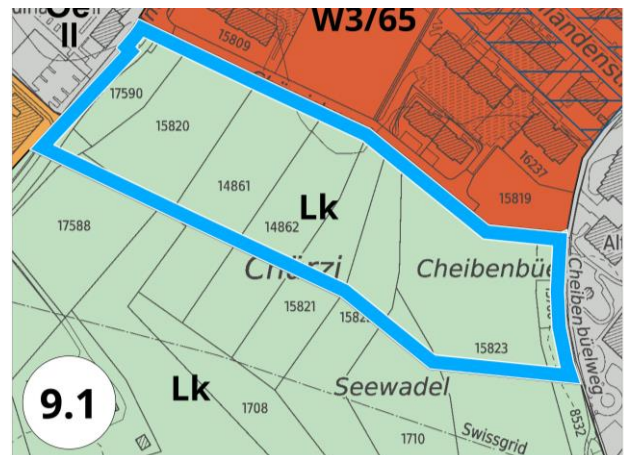 II
W3/65
15809
17590
15820
16237
14861
Lk
15819
17588
14862
Chürzi
Cheibenbüe
15821
Cheibenbüelweg
15823
Lk
Seewadel
9.1
1708
1710
Swissgrid
8532